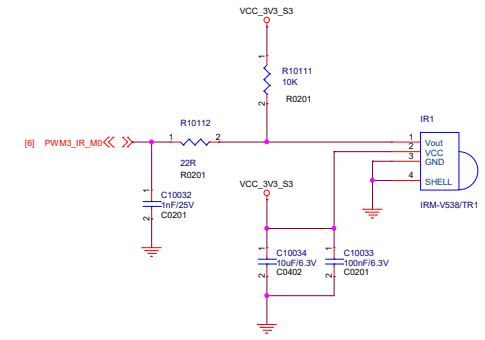 VCC_3V3_S3
1
R10111
10K
2
R0201
R10112
IR1
[6] PWM3_IR_M0
1
2
1
Vout
2
VCC
3
GND
22R
R0201
4
SHELL
VCC_3V3_S3
1
C10032
1nF/25V
2
C0201
IRM-V538/TR1
1
C10034
10uF/6.3V
2
C0402
1
C10033
100nF/6.3V
2
C0201